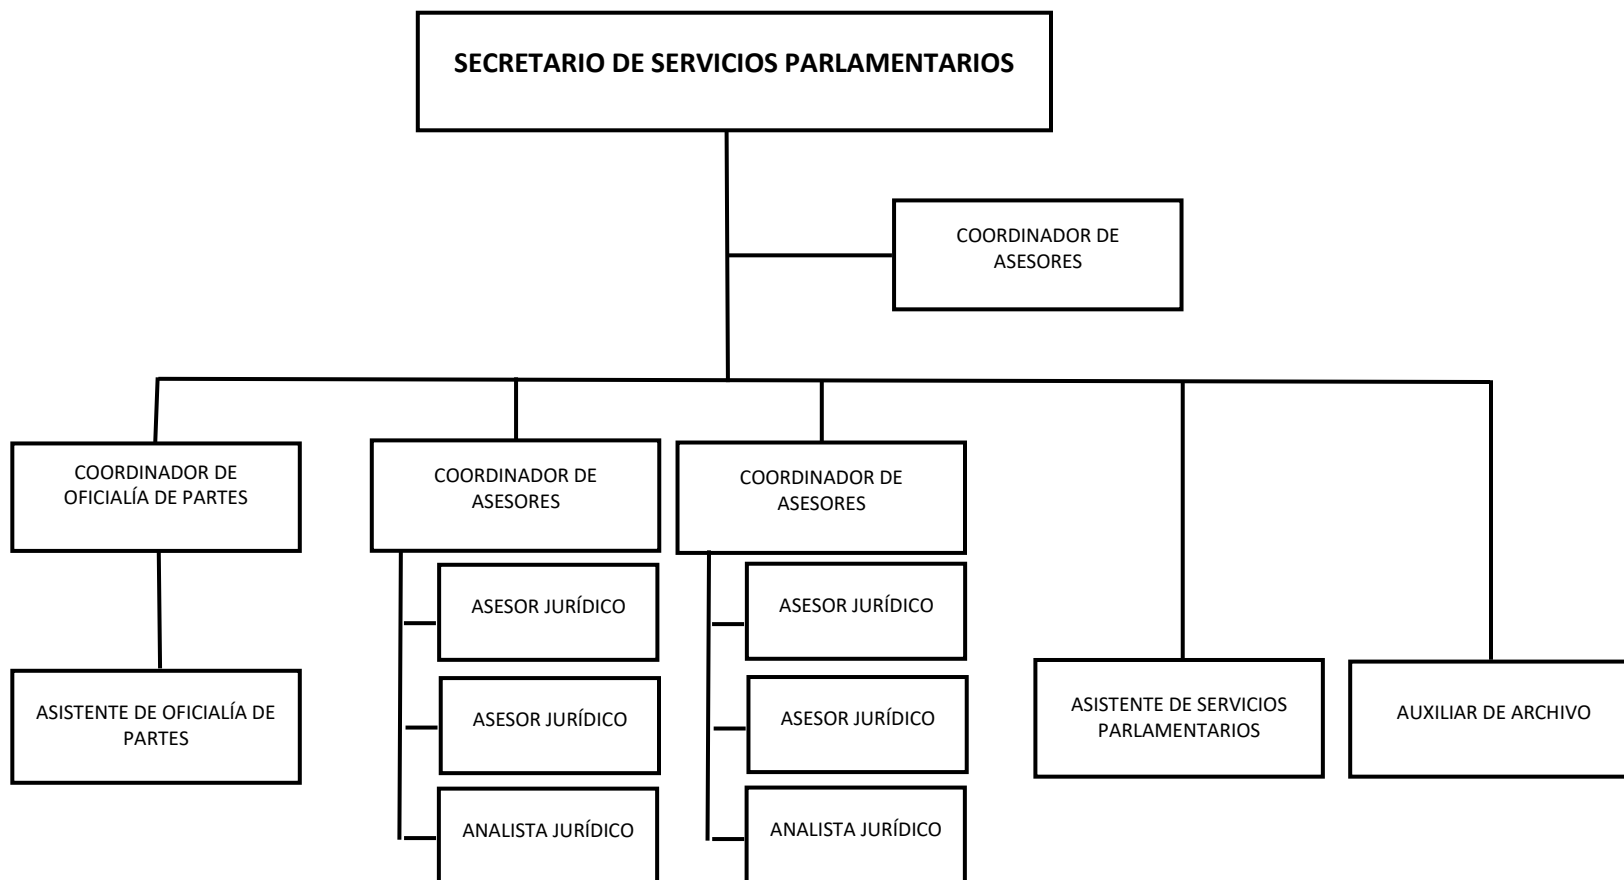 SECRETARIO DE SERVICIOS PARLAMENTARIOS
COORDINADOR DE
ASESORES
COORDINADOR DE
OFICIALÍA DE PARTES
COORDINADOR DE
ASESORES
COORDINADOR DE
ASESORES
ASESOR JURÍDICO
ASESOR JURÍDICO
ASISTENTE DE OFICIALÍA DE
PARTES
ASESOR JURÍDICO
ASESOR JURÍDICO
ASISTENTE DE SERVICIOS
PARLAMENTARIOS
AUXILIAR DE ARCHIVO
ANALISTA JURÍDICO
ANALISTA JURÍDICO